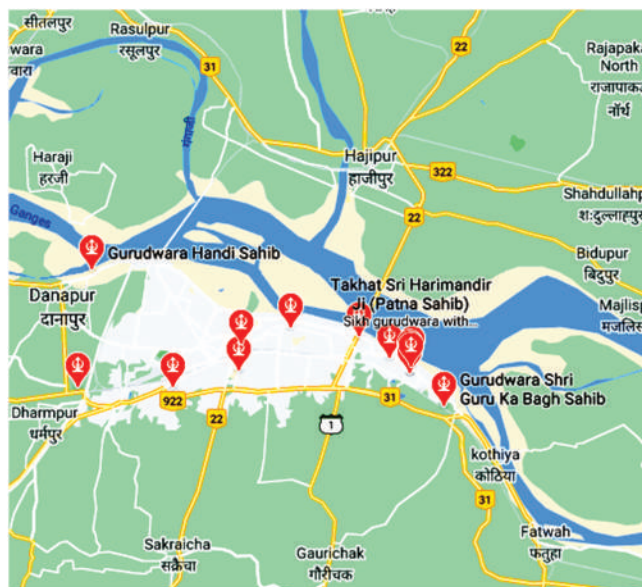 सीतलपुर
Rasulpur
रसूलपुर
31
22
wara
वारा
Rajapaka
North
राजापाकड
नॉर्थ
गंगाजी
Haraji
हरजी
Hajipur
हाजीपुर
322
Shahdullahp
शःदुल्लाह्पुर
22
Ganges
Gurudwara Handi Sahib
Bidupur
बिदुपुर
Danapur
दानापुर
Takhat Sri Harimandir
Ji (Patna Sahib)
Sikh gurudwara with...
Majlisp
मजलिस
Gurudwara Shri
Guru Ka Bagh Sahib
922
31
Dharmpur
धर्मपुर
22
1
kothiya
कोठिया
31
Sakraicha
सक्रैचा
Gaurichak
गौरीचक
Fatwah
फतुहा